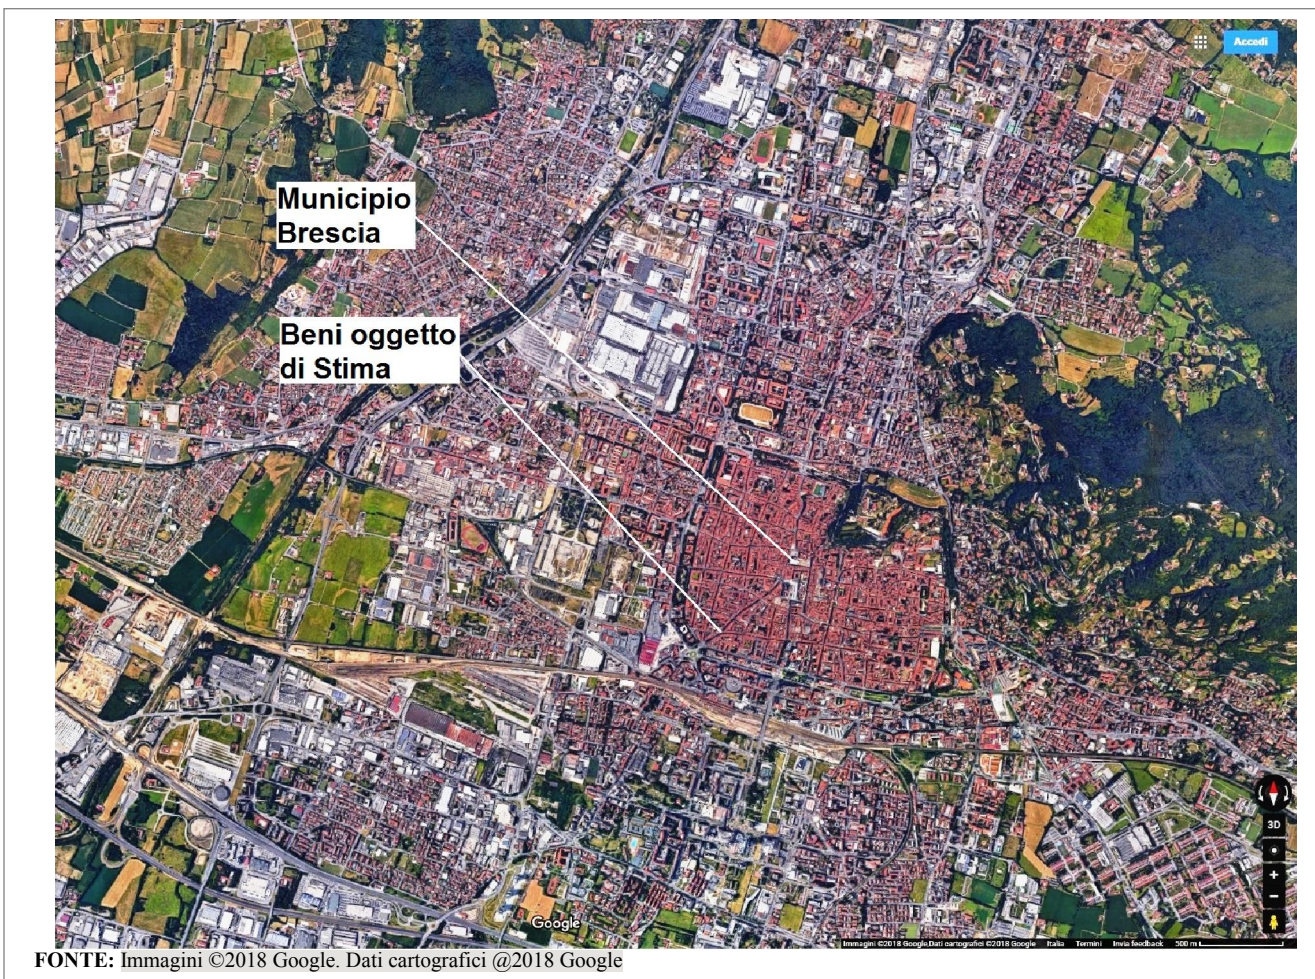 Accedi
Municipio
Brescia
Beni oggetto
di Stima
3D
Google
Immagini ©2018 Google,Dati cartografici ©2018 Google Italia Termini Invia feedback 500 m
FONTE: Immagini ©2018 Google. Dati cartografici @2018 Google